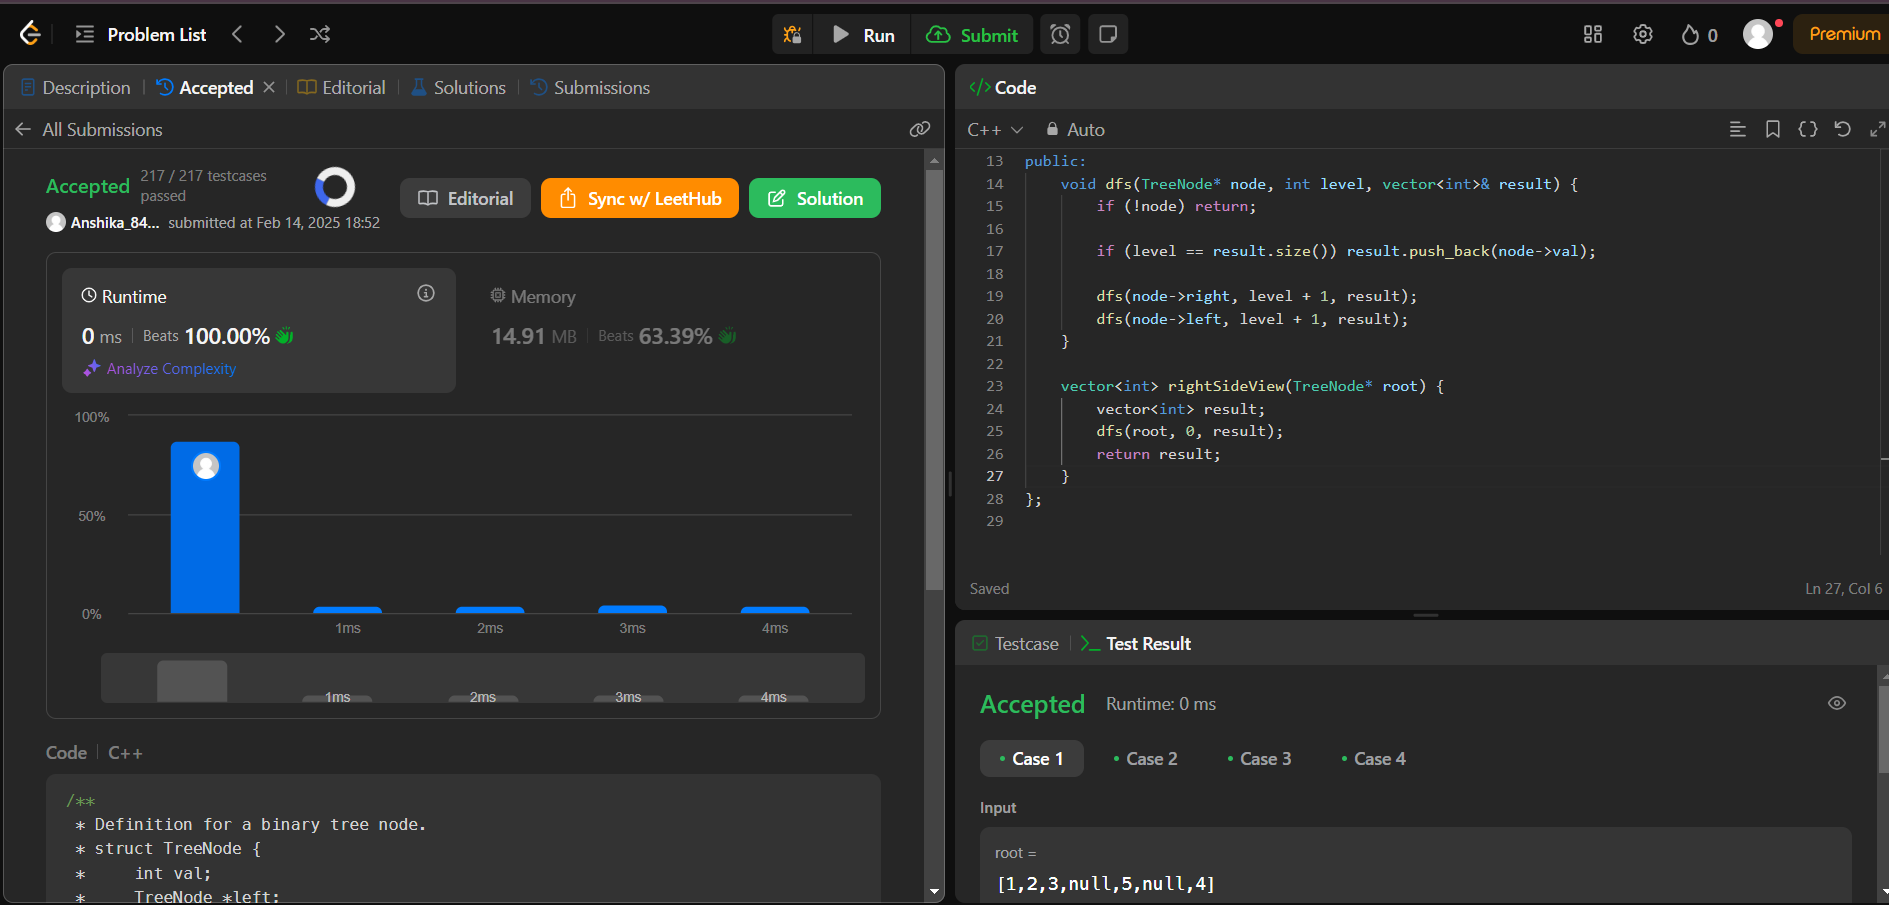 Problem List
Run
Submit
0
Premium
Description
Accepted
Editorial
Solutions
Submissions
All Submissions
Accepted
217 / 217 testcases
passed
Anshika_84...
submitted at Feb 14, 2025 18:52
Editorial
Sync w/ LeetHub
Solution
Runtime
0 ms
Beats 100.00%
Analyze Complexity
Memory
14.91 MB
Beats 63.39%
100%
50%
0%
1ms 2ms 3ms 4ms
1ms 2ms 3ms 4ms
Code
C++
/**
* Definition for a binary tree node.
* struct TreeNode {
*     int val;
*     TreeNode *left;
</> Code
C++
Auto
13 public:
14     void dfs(TreeNode* node, int level, vector<int>& result) {
15         if (!node) return;
16
17         if (level == result.size()) result.push_back(node->val);
18
19         dfs(node->right, level + 1, result);
20         dfs(node->left, level + 1, result);
21     }
22
23     vector<int> rightSideView(TreeNode* root) {
24         vector<int> result;
25         dfs(root, 0, result);
26         return result;
27     }
28 };
29
Saved
Ln 27, Col 6
Testcase
>_ Test Result
Accepted
Runtime: 0 ms
Case 1
Case 2
Case 3
Case 4
Input
root =
[1,2,3,null,5,null,4]